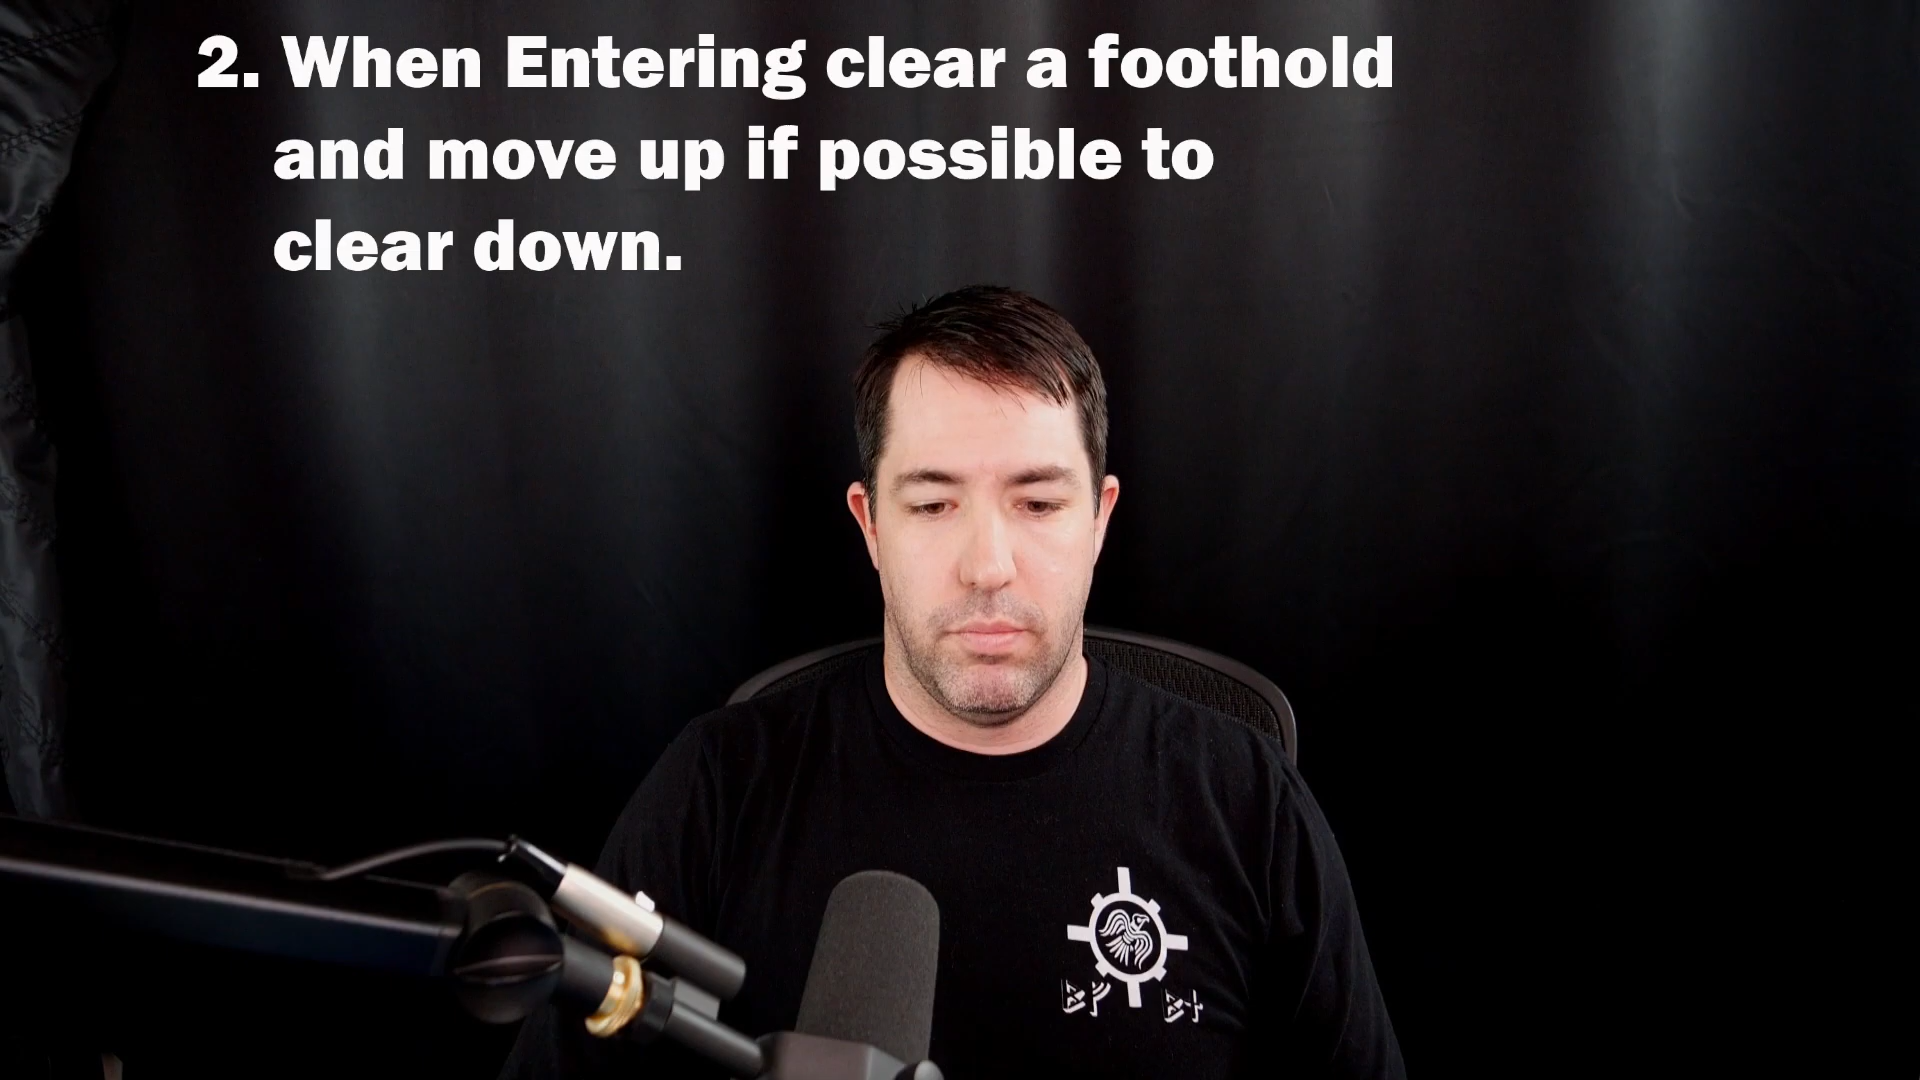 2. When Entering clear a foothold
and move up if possible to
clear down.